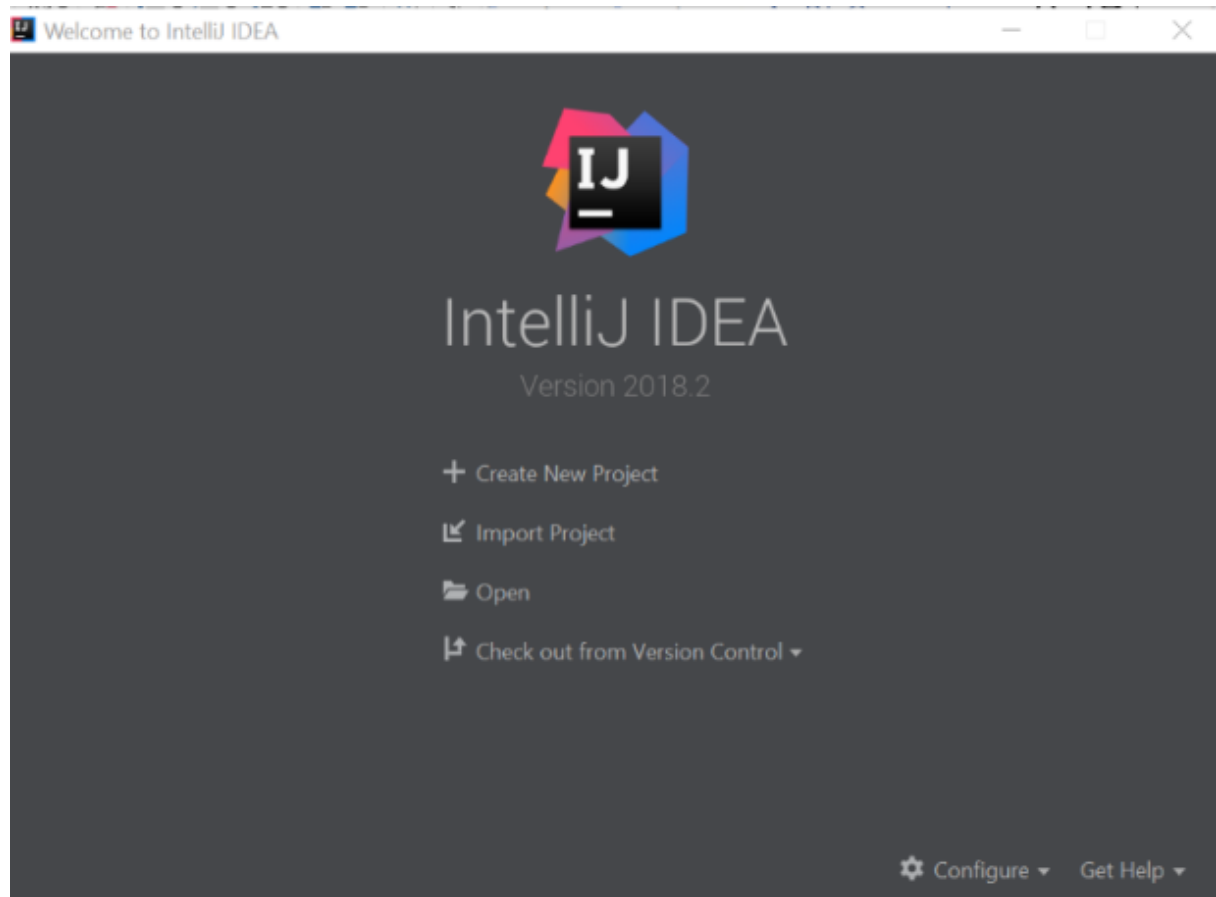 Welcome to IntelliJ IDEA
IJ
IntelliJ IDEA
Version 2018.2
Create New Project
Import Project
Open
Check out from Version Control
Configure Get Help